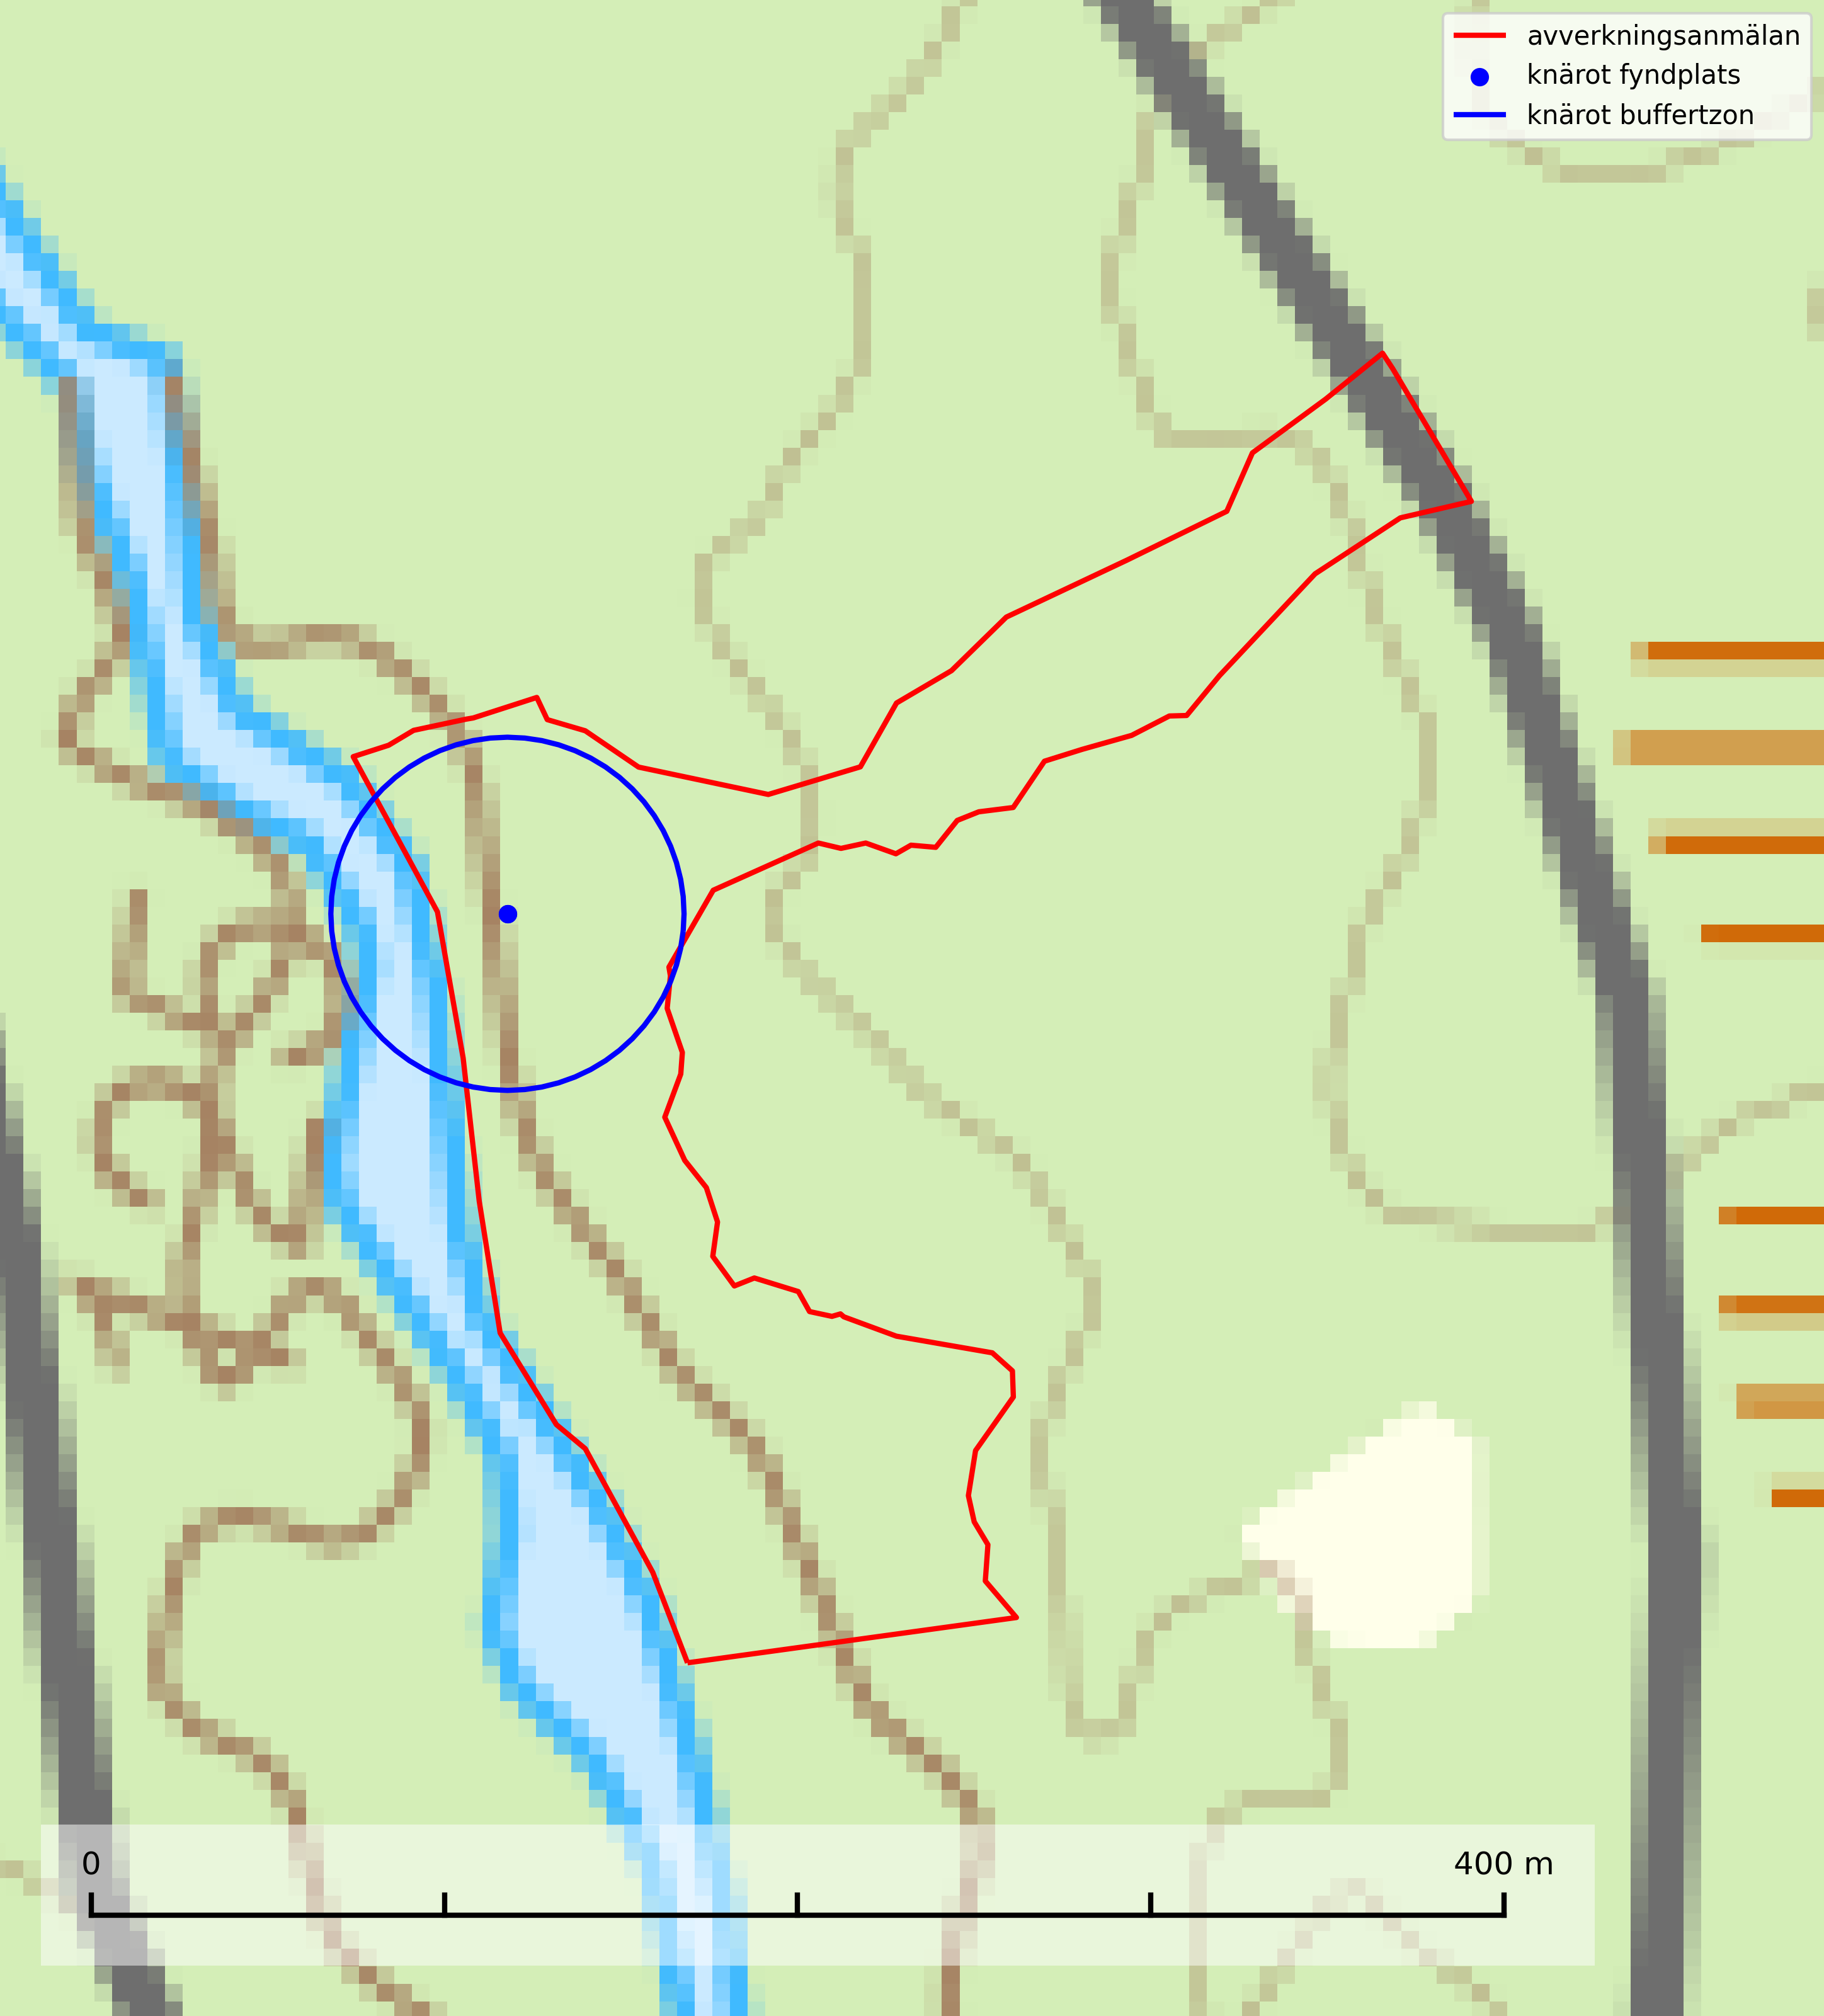 avverkningsanmälan
knärot fyndplats
knärot buffertzon
0
400 m